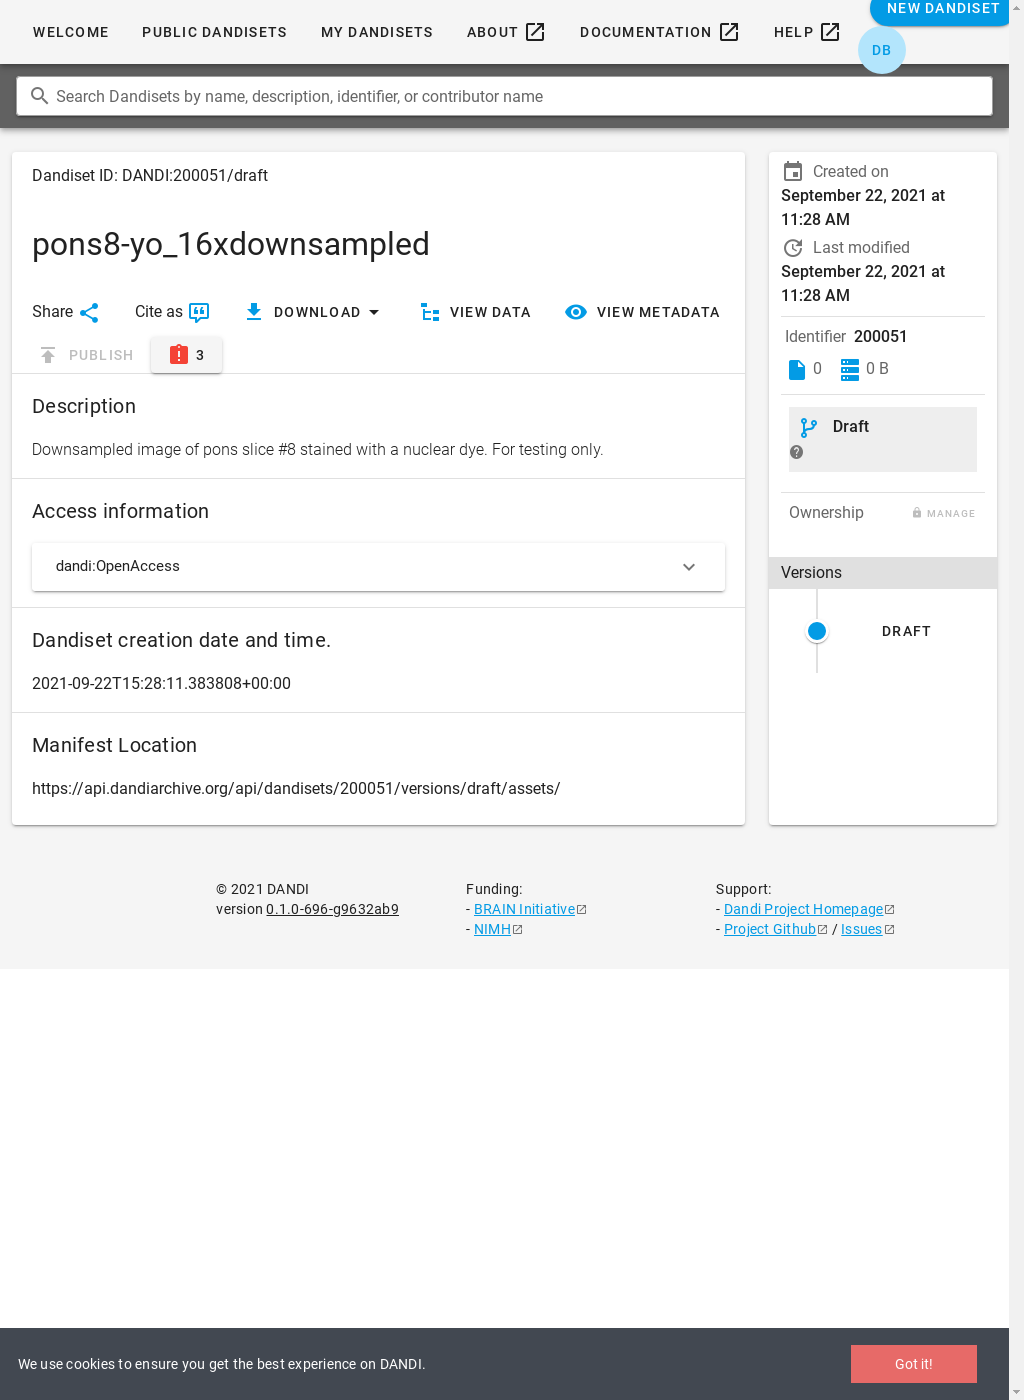 WELCOME PUBLIC DANDISETS MY DANDISETS ABOUT DOCUMENTATION HELP NEW DANDISET
DB
Search Dandisets by name, description, identifier, or contributor name
Dandiset ID: DANDI:200051/draft
pons8-yo_16xdownsampled
Share Cite as DOWNLOAD VIEW DATA VIEW METADATA
PUBLISH 3
Description
Downsampled image of pons slice #8 stained with a nuclear dye. For testing only.
Access information
dandi:OpenAccess
Dandiset creation date and time.
2021-09-22T15:28:11.383808+00:00
Manifest Location
https://api.dandiarchive.org/api/dandisets/200051/versions/draft/assets/
Created on
September 22, 2021 at
11:28 AM
Last modified
September 22, 2021 at
11:28 AM
Identifier 200051
0 0 B
Draft
Ownership MANAGE
Versions
DRAFT
© 2021 DANDI
version 0.1.0-696-g9632ab9
Funding:
- BRAIN Initiative
- NIMH
Support:
- Dandi Project Homepage
- Project Github / Issues
We use cookies to ensure you get the best experience on DANDI.
Got it!